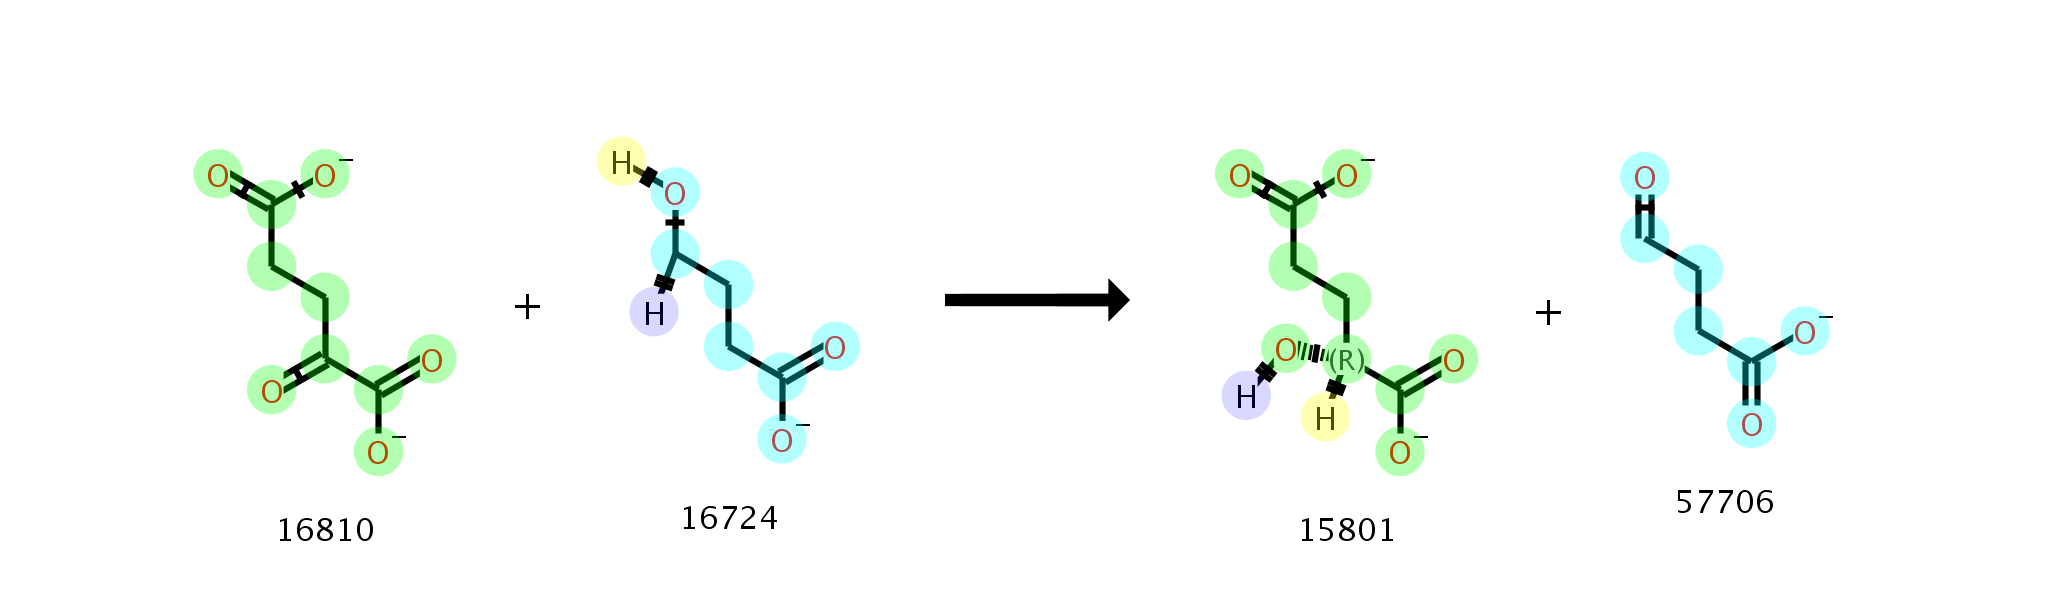 O O⁻ O O O⁻
+
H O H O O⁻
O O⁻ O (R) O H H O⁻
+
O O⁻ O
16810 16724 15801 57706